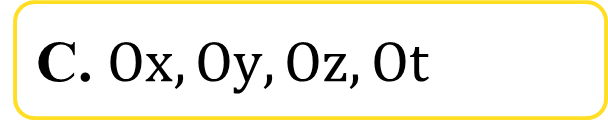 C. Ox, Oy, Oz, Ot